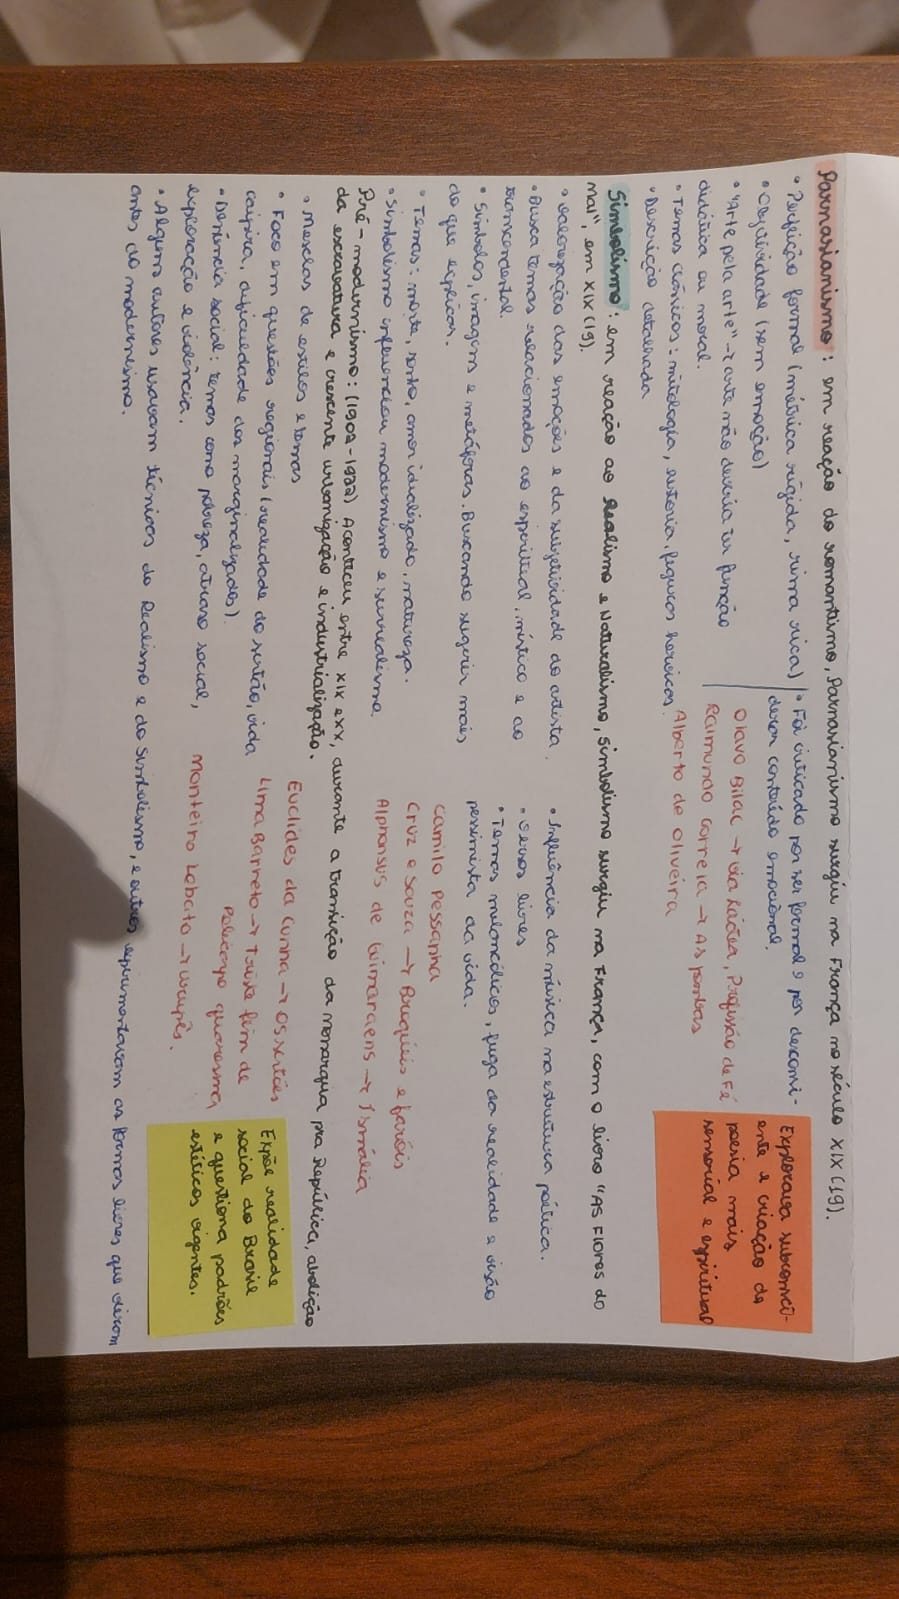 Parnasianismo: em reação do romantismo, Parnasianismo surgiu na França no século XIX (19).
• Perfeição formal (métrica rígida, rima rica)
• Objetividade (sem emoção)
• "Arte pela arte" → arte não deveria ter função
didática ou moral.
• Temas clássicos: mitologia, história, figuras heroicas.
• Descrição detalhada
• Foi criticado por ser formal e por desconsi-
derar conteúdo emocional.
Olavo Bilac → via Láctea, Profissão de Fé
Raimundo Correia → As pombas
Alberto de Oliveira
Explorava subconsci-
ente e criação de
poesia mais
sensorial e espiritual
Simbolismo: em reação ao Realismo e Naturalismo, simbolismo surgiu na França, com o livro "AS Flores do
Mal", em XIX (19).
• Valorização das emoções e da subjetividade do artista.
• Busca temas relacionados ao espiritual, místico e ao
transcendental.
• Símbolos, imagens e metáforas. Buscando sugerir mais
do que explicar.
• Temas: morte, sonho, amor idealizado, natureza.
• Simbolismo influenciou modernismo e surrealismo.
• Influência da música na estrutura poética.
• Versos livres
• Temas melancólicos, fuga da realidade e visão
pessimista da vida.
Camilo Pessanha
Cruz e Souza → Broquéis e faróis
Alphonsus de Guimaraens → Ismália
Pré-modernismo: (1902-1922) Aconteceu entre XIX e XX, durante a transição da monarquia pra República, abolição
da escravatura e crescente urbanização e industrialização.
• Mesclas de estilos e temas
• Foco em questões regionais (realidade do sertão, vida
caipira, dificuldade dos marginalizados)
• Denúncia social: temas como pobreza, atraso social,
exploração e violência.
Euclides da Cunha → Os sertões
Lima Barreto → Triste fim de
Policarpo quaresma
Monteiro Lobato → urupês.
Expõe realidade
social do Brasil
e questiona padrões
estéticos vigentes.
• Alguns autores usavam técnicas do Realismo e do Simbolismo, e outros experimentavam as formas livres que viram
antes do modernismo.